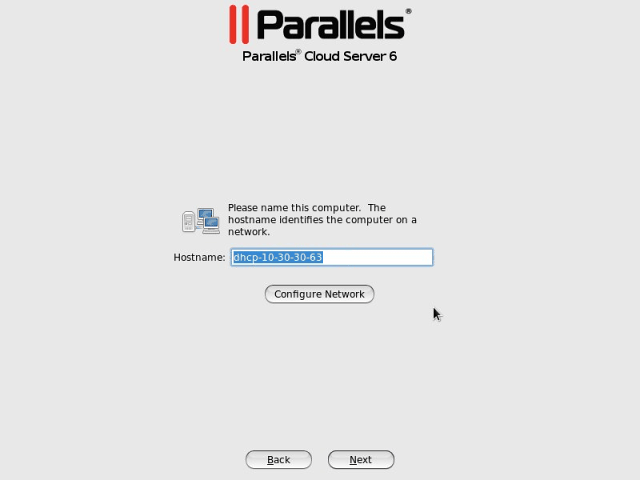 Parallels®
Parallels® Cloud Server 6
Please name this computer. The
hostname identifies the computer on a
network.
Hostname: dhcp-10-30-30-63
Configure Network
Back Next